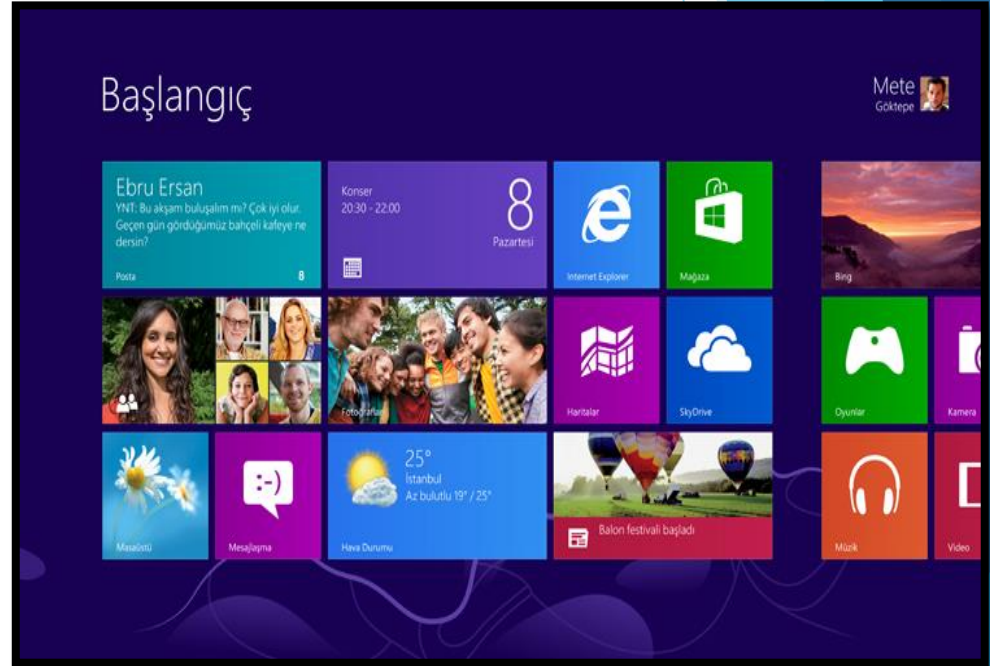 Başlangıç
Mete
Göktepe
Ebru Ersan
YNT: Bu akşam buluşalım mı? Çok iyi olur.
Geçen gün gördüğümüz bahçeli kafeye ne
dersin?
Posta
8
Konser
20:30 - 22:00
8
Pazartesi
Internet Explorer
Mağaza
Bing
Fotoğraflar
Haritalar
SkyDrive
Oyunlar
Kamera
Masaüstü
:-)
Mesajlaşma
25°
İstanbul
Az bulutlu 19° / 25°
Hava Durumu
Balon festivali başladı
Müzik
Video